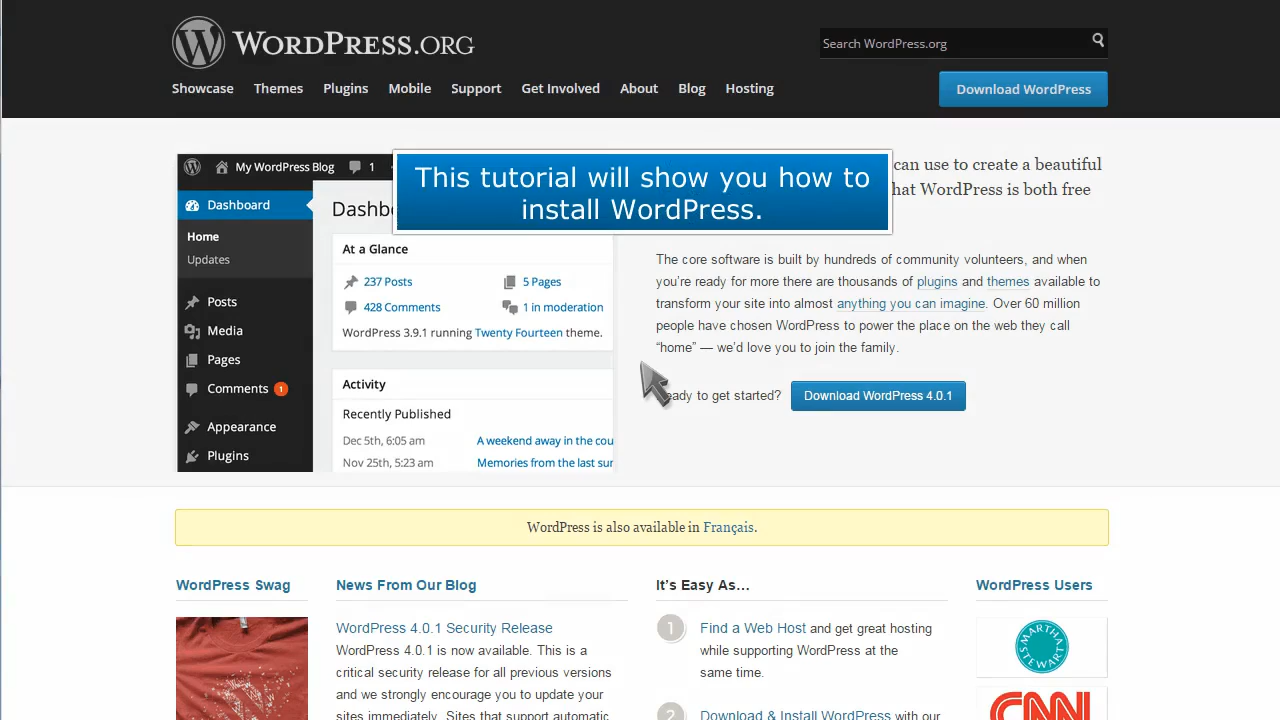 WORDPRESS.ORG
Search WordPress.org
Showcase Themes Plugins Mobile Support Get Involved About Blog Hosting
Download WordPress
My WordPress Blog 1
This tutorial will show you how to
install WordPress.
can use to create a beautiful
hat WordPress is both free
Dashboard
Dashb
Home
Updates
At a Glance
237 Posts 5 Pages
428 Comments 1 in moderation
WordPress 3.9.1 running Twenty Fourteen theme.
Posts
Media
Pages
Comments 1
Appearance
Plugins
Activity
Recently Published
Dec 5th, 6:05 am A weekend away in the cou
Nov 25th, 5:23 am Memories from the last sur
The core software is built by hundreds of community volunteers, and when
you’re ready for more there are thousands of plugins and themes available to
transform your site into almost anything you can imagine. Over 60 million
people have chosen WordPress to power the place on the web they call
“home” — we’d love you to join the family.
eady to get started? Download WordPress 4.0.1
WordPress is also available in Français.
WordPress Swag
News From Our Blog
WordPress 4.0.1 Security Release
WordPress 4.0.1 is now available. This is a
critical security release for all previous versions
and we strongly encourage you to update your
sites immediately. Sites that support automatic
It’s Easy As…
1 Find a Web Host and get great hosting
while supporting WordPress at the
same time.
2 Download & Install WordPress with our
WordPress Users
MARTHA
STEWART
CNN